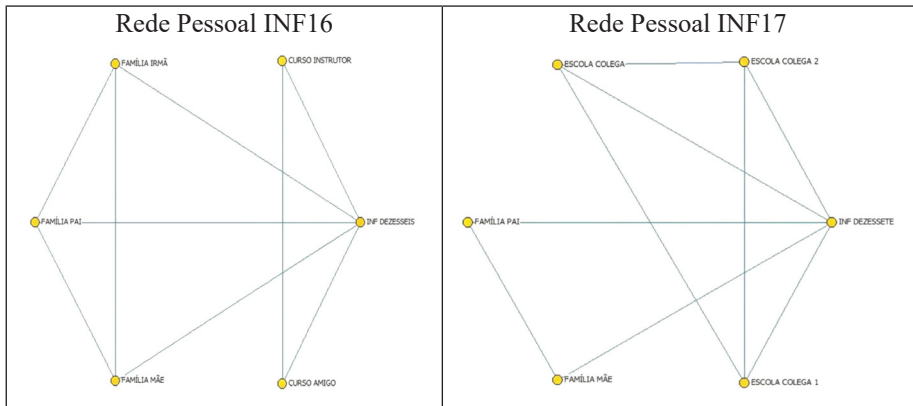 Rede Pessoal INF16
FAMÍLIA IRMÃ
CURSO INSTRUTOR
FAMÍLIA PAI
INF DEZESSEIS
FAMÍLIA MÃE
CURSO AMIGO
Rede Pessoal INF17
ESCOLA COLEGA
ESCOLA COLEGA 2
FAMÍLIA PAI
INF DEZESSETE
FAMÍLIA MÃE
ESCOLA COLEGA 1